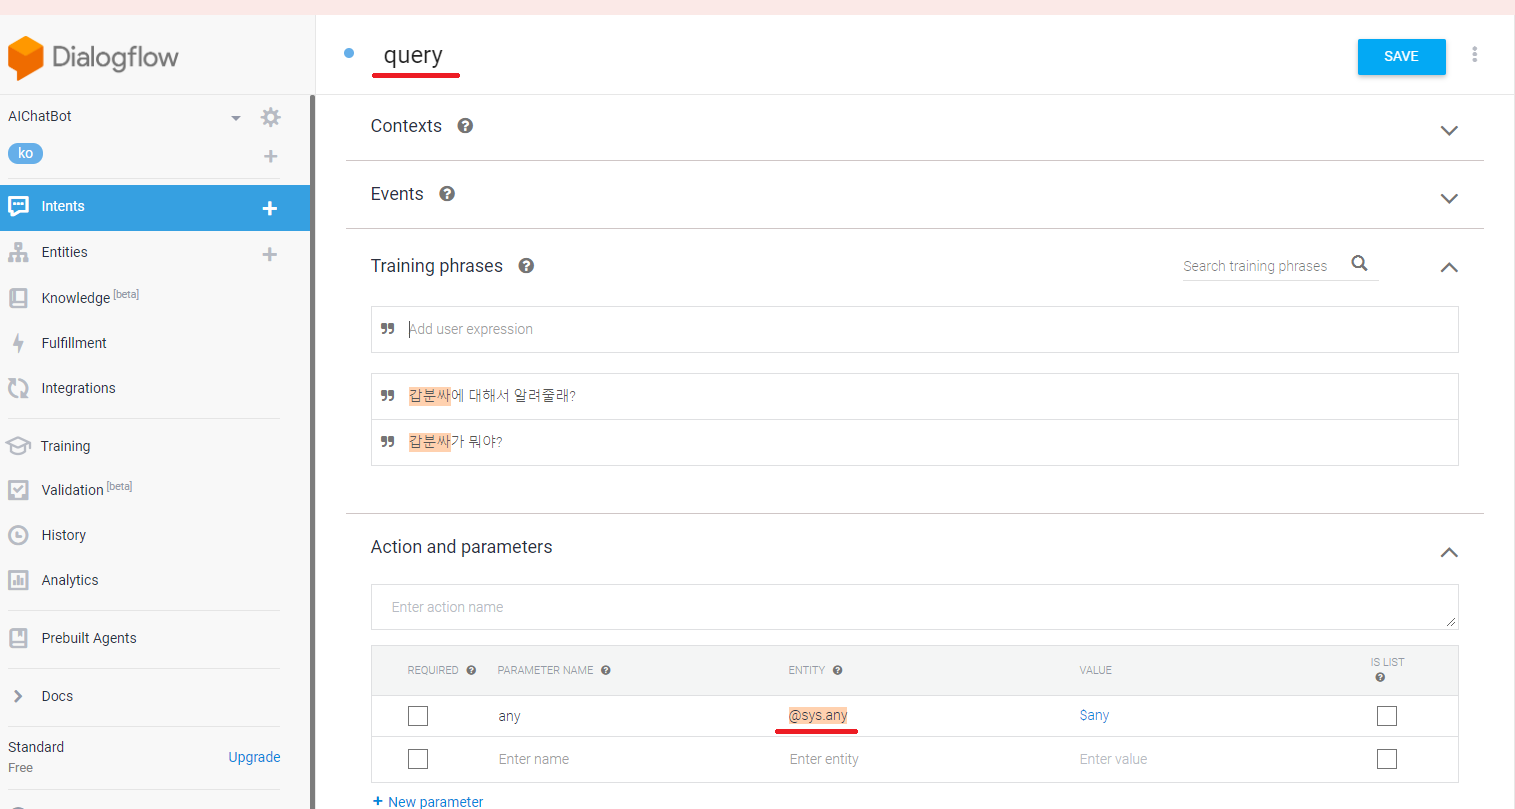 Dialogflow
AIChatBot
ko
Intents
Entities
Knowledge [beta]
Fulfillment
Integrations
Training
Validation [beta]
History
Analytics
Prebuilt Agents
Docs
Standard
Free
Upgrade
query
SAVE
Contexts
Events
Training phrases
Search training phrases
Add user expression
갑분싸에 대해서 알려줄래?
갑분싸가 뭐야?
Action and parameters
Enter action name
REQUIRED PARAMETER NAME ENTITY VALUE IS LIST
any @sys.any $any
Enter name Enter entity Enter value
+ New parameter